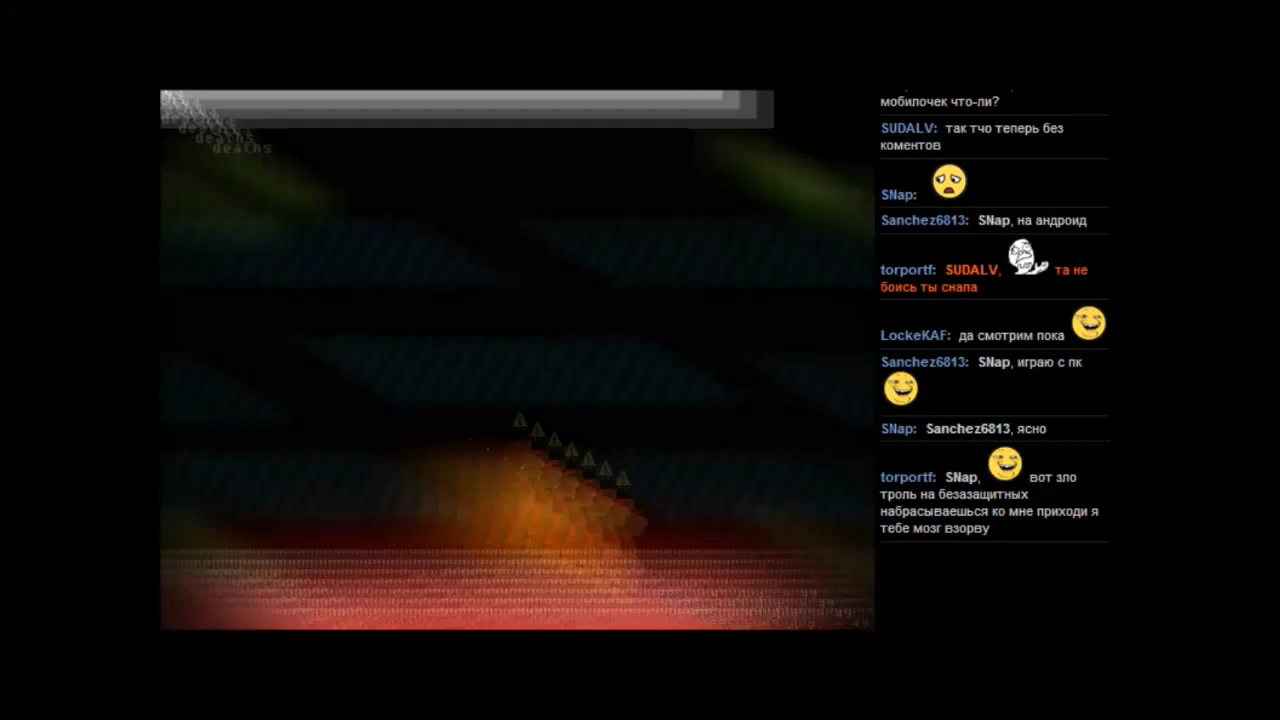 deaths
мобилочек что-ли?
SUDALV: так тчо теперь без
коментов
SNap:
Sanchez6813: SNap, на андроид
torportf: SUDALV, та не
боись ты снапа
LockeKAF: да смотрим пока
Sanchez6813: SNap, играю с пк
SNap: Sanchez6813, ясно
torportf: SNap, вот зло
троль на безазащитных
набрасываешься ко мне приходи я
тебе мозг взорву